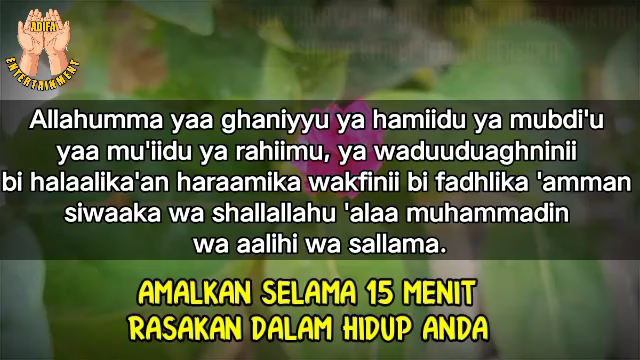 ADIFA
ENTERTAINMENT
Allahumma yaa ghaniyyu ya hamiidu ya mubdi'u
yaa mu'iidu ya rahiimu, ya waduuduaghninii
bi halaalika'an haraamika wakfinii bi fadhlika 'amman
siwaaka wa shallallahu 'alaa muhammadin
wa aalihi wa sallama.
AMALKAN SELAMA 15 MENIT
RASAKAN DALAM HIDUP ANDA